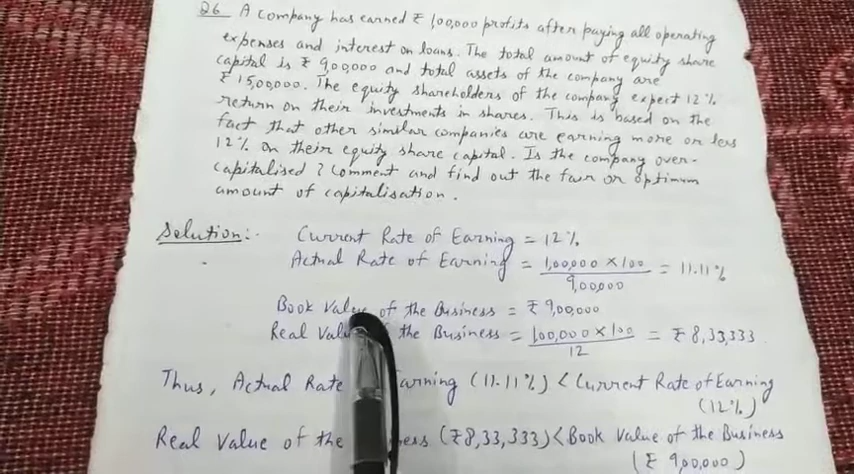 Q6 A company has earned ₹ 1,00,000 profits after paying all operating
expenses and interest on loans. The total amount of equity share
capital is ₹ 9,00,000 and total assets of the company are
₹ 15,00,000. The equity shareholders of the company expect 12%
return on their investments in shares. This is based on the
fact that other similar companies are earning more or less
12% on their equity share capital. Is the company over-
capitalised? Comment and find out the fair or optimum
amount of capitalisation.
Solution:- Current Rate of Earning = 12%
Actual Rate of Earning = 1,00,000 × 100 / 9,00,000 = 11.11%
Book Value of the Business = ₹ 9,00,000
Real Val the Business = 1,00,000 × 100 / 12 = ₹ 8,33,333
Thus, Actual Rate arning (11.11%) < Current Rate of Earning
(12%)
Real Value of the ess (₹8,33,333) < Book Value of the Business
(₹ 9,00,000)